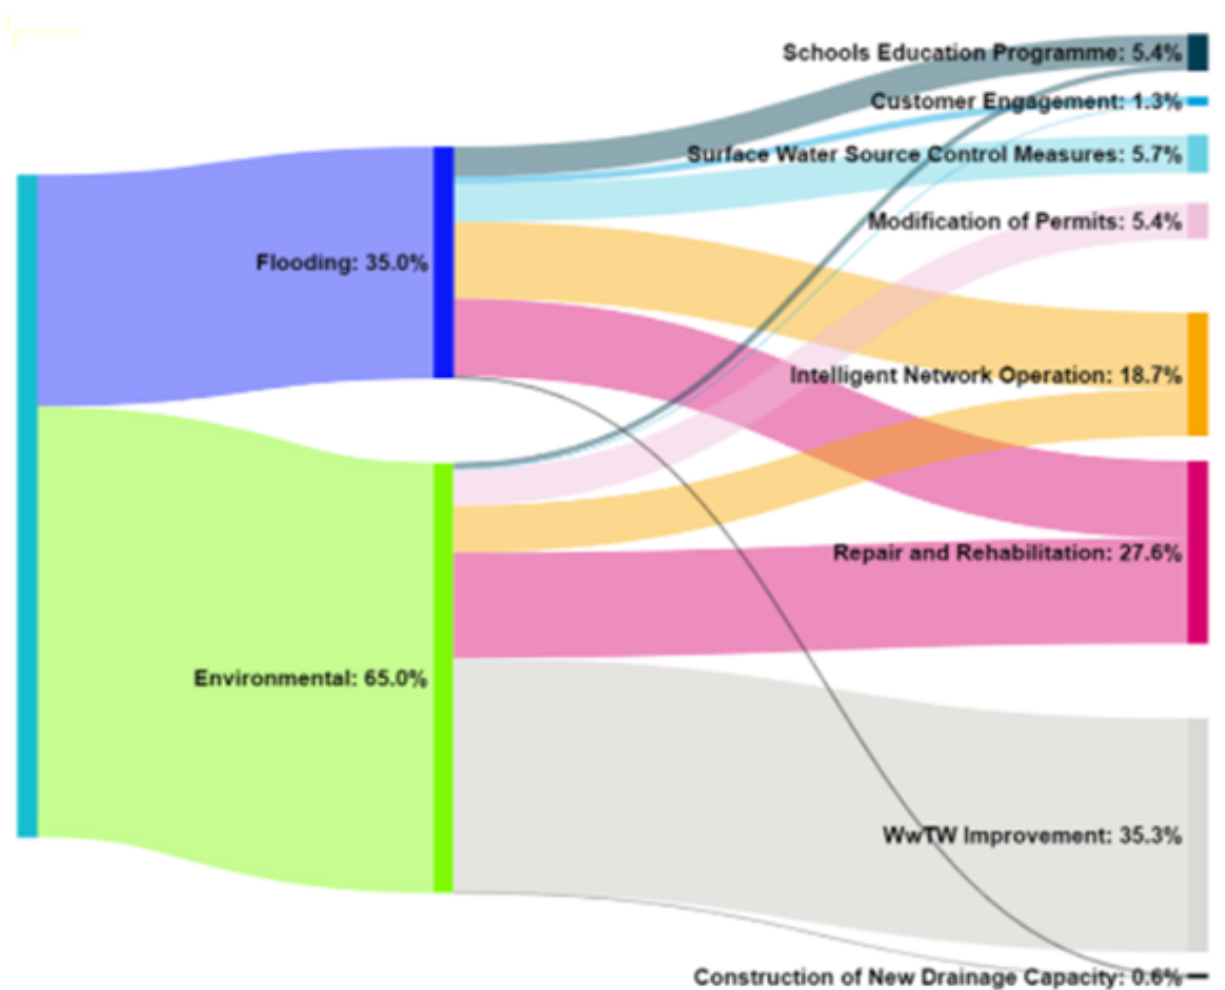 Schools Education Programme: 5.4%
Customer Engagement: 1.3%
Surface Water Source Control Measures: 5.7%
Modification of Permits: 5.4%
Flooding: 35.0%
Intelligent Network Operation: 18.7%
Repair and Rehabilitation: 27.6%
Environmental: 65.0%
WwTW Improvement: 35.3%
Construction of New Drainage Capacity: 0.6%